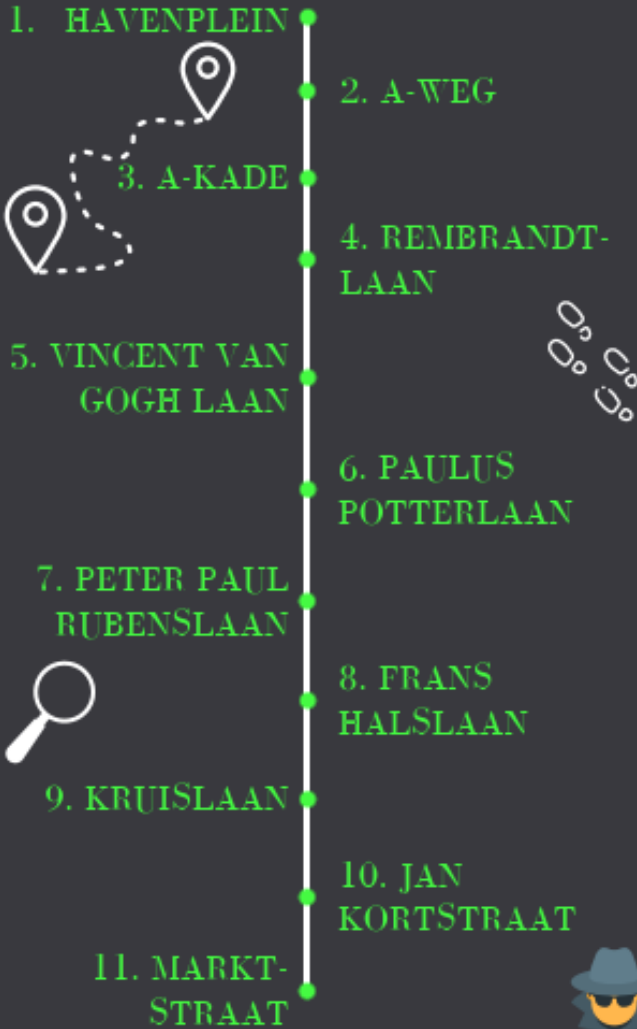 1. HAVENPLEIN
2. A-WEG
3. A-KADE
4. REMBRANDT-
LAAN
5. VINCENT VAN
GOGH LAAN
6. PAULUS
POTTERLAAN
7. PETER PAUL
RUBENSLAAN
8. FRANS
HALSLAAN
9. KRUISLAAN
10. JAN
KORTSTRAAT
11. MARKT-
STRAAT